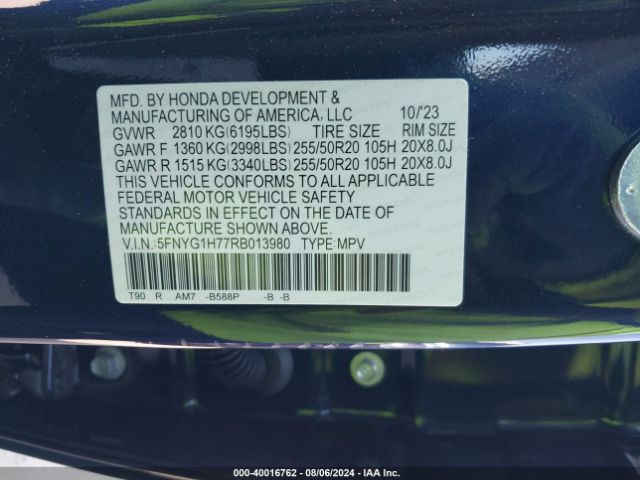 MFD. BY HONDA DEVELOPMENT &
MANUFACTURING OF AMERICA, LLC 10/'23
GVWR 2810 KG(6195LBS) TIRE SIZE RIM SIZE
GAWR F 1360 KG(2998LBS) 255/50R20 105H 20X8.0J
GAWR R 1515 KG(3340LBS) 255/50R20 105H 20X8.0J
THIS VEHICLE CONFORMS TO ALL APPLICABLE
FEDERAL MOTOR VEHICLE SAFETY
STANDARDS IN EFFECT ON THE DATE OF
MANUFACTURE SHOWN ABOVE.
V.I.N.: 5FNYG1H77RB013980 TYPE: MPV
T90 R AM7 -B588P -B -B
Copart - 40016762 - 08/06/2024 - IAA Inc.